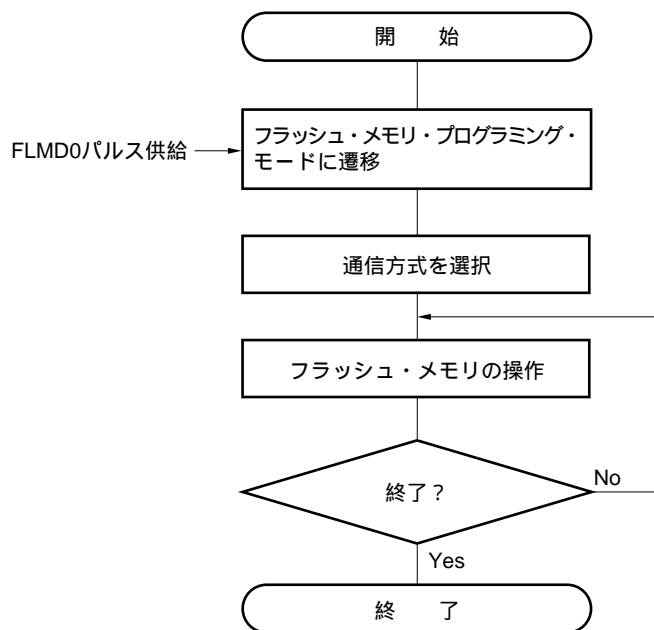 開　始
FLMD0パルス供給
フラッシュ・メモリ・プログラミング・
モードに遷移
通信方式を選択
フラッシュ・メモリの操作
終了？
No
Yes
終　了